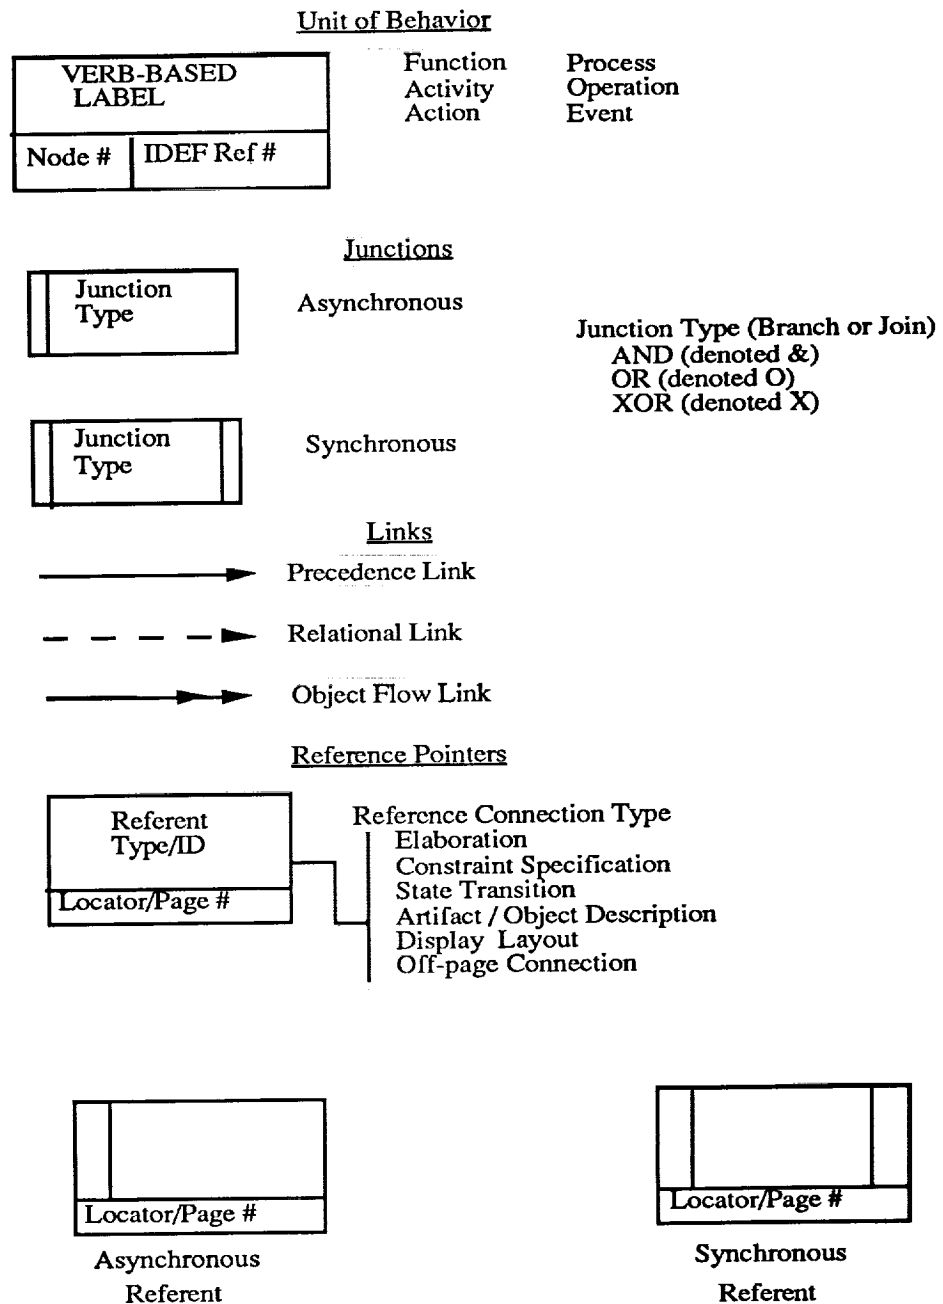 Unit of Behavior
VERB-BASED
LABEL
Node #
IDEF Ref #
Function Process
Activity Operation
Action Event
Junctions
Junction
Type
Asynchronous
Junction Type (Branch or Join)
AND (denoted &)
OR (denoted O)
XOR (denoted X)
Junction
Type
Synchronous
Links
Precedence Link
Relational Link
Object Flow Link
Reference Pointers
Referent
Type/ID
Locator/Page #
Reference Connection Type
Elaboration
Constraint Specification
State Transition
Artifact / Object Description
Display Layout
Off-page Connection
Locator/Page #
Asynchronous
Referent
Locator/Page #
Synchronous
Referent